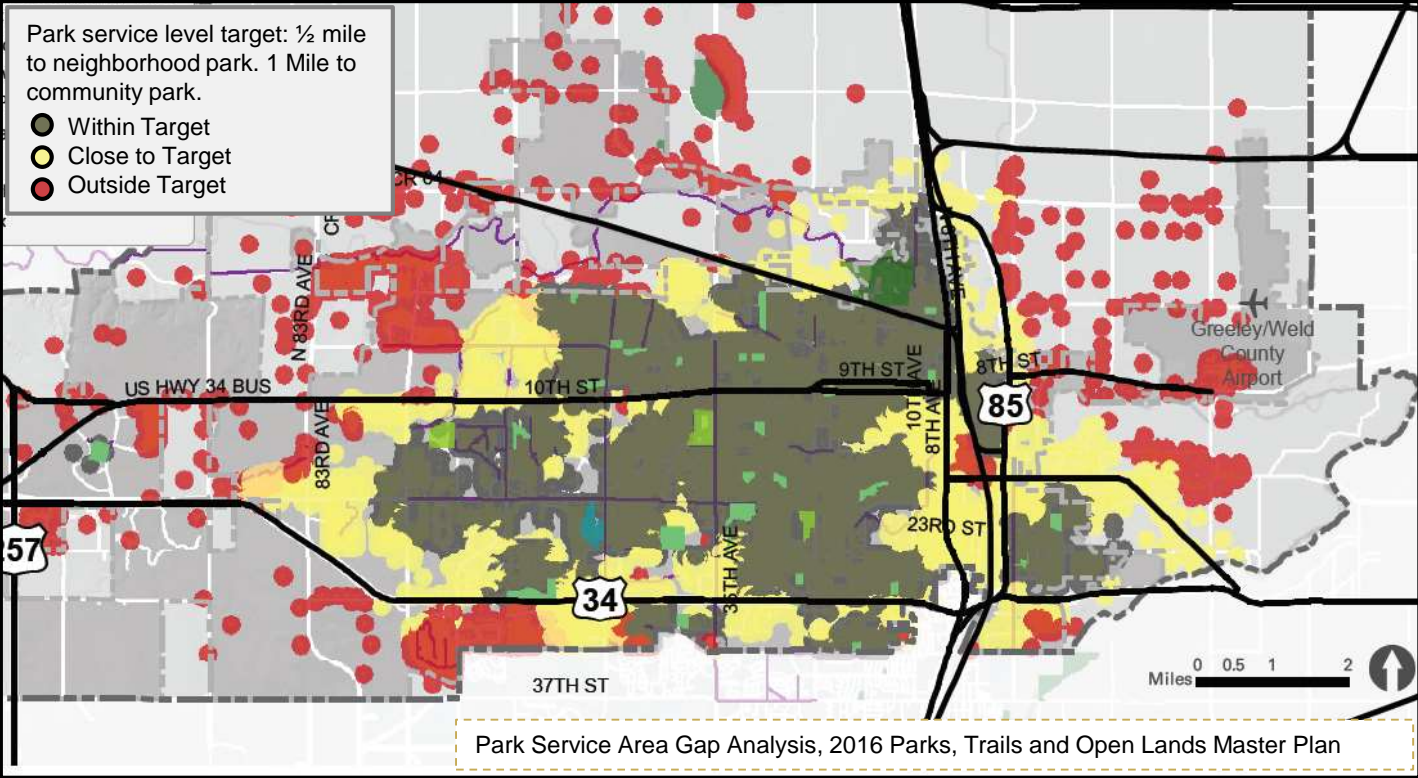 Park service level target: ½ mile
to neighborhood park. 1 Mile to
community park.
Within Target
Close to Target
Outside Target
N 83RD AVE
US HWY 34 BUS
83RD AVE
10TH ST
9TH ST
10TH AVE
8TH AVE
8TH ST
85
Greeley/Weld
County
Airport
23RD ST
35TH AVE
257
34
37TH ST
Miles
0 0.5 1 2
Park Service Area Gap Analysis, 2016 Parks, Trails and Open Lands Master Plan